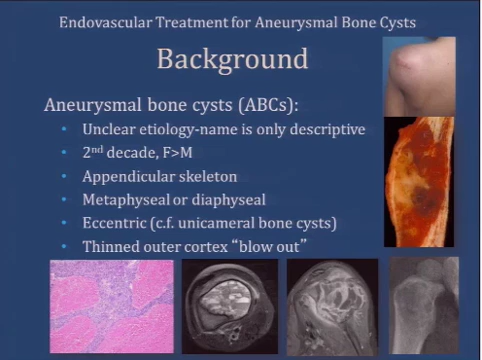 Endovascular Treatment for Aneurysmal Bone Cysts
Background
Aneurysmal bone cysts (ABCs):
• Unclear etiology-name is only descriptive
• 2nd decade, F>M
• Appendicular skeleton
• Metaphyseal or diaphyseal
• Eccentric (c.f. unicameral bone cysts)
• Thinned outer cortex “blow out”